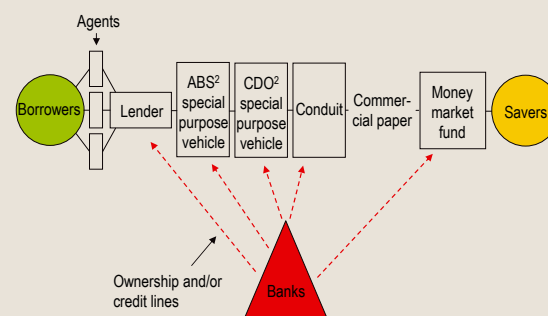 Agents
Borrowers
Lender
ABS²
special
purpose
vehicle
CDO²
special
purpose
vehicle
Conduit
Commer-
cial paper
Money
market
fund
Savers
Ownership and/or
credit lines
Banks